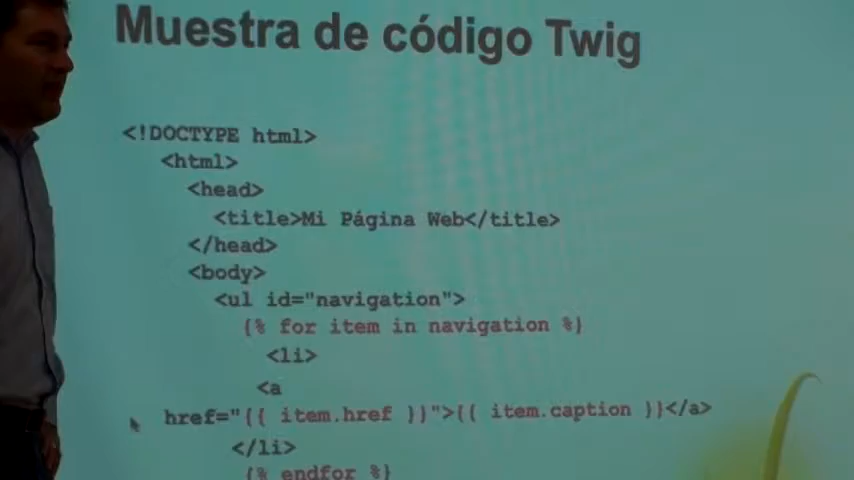 Muestra de código Twig
<!DOCTYPE html>
<html>
<head>
<title>Mi Página Web</title>
</head>
<body>
<ul id="navigation">
{% for item in navigation %}
<li>
<a
href="{{ item.href }}">{{ item.caption }}</a>
</li>
{% endfor %}